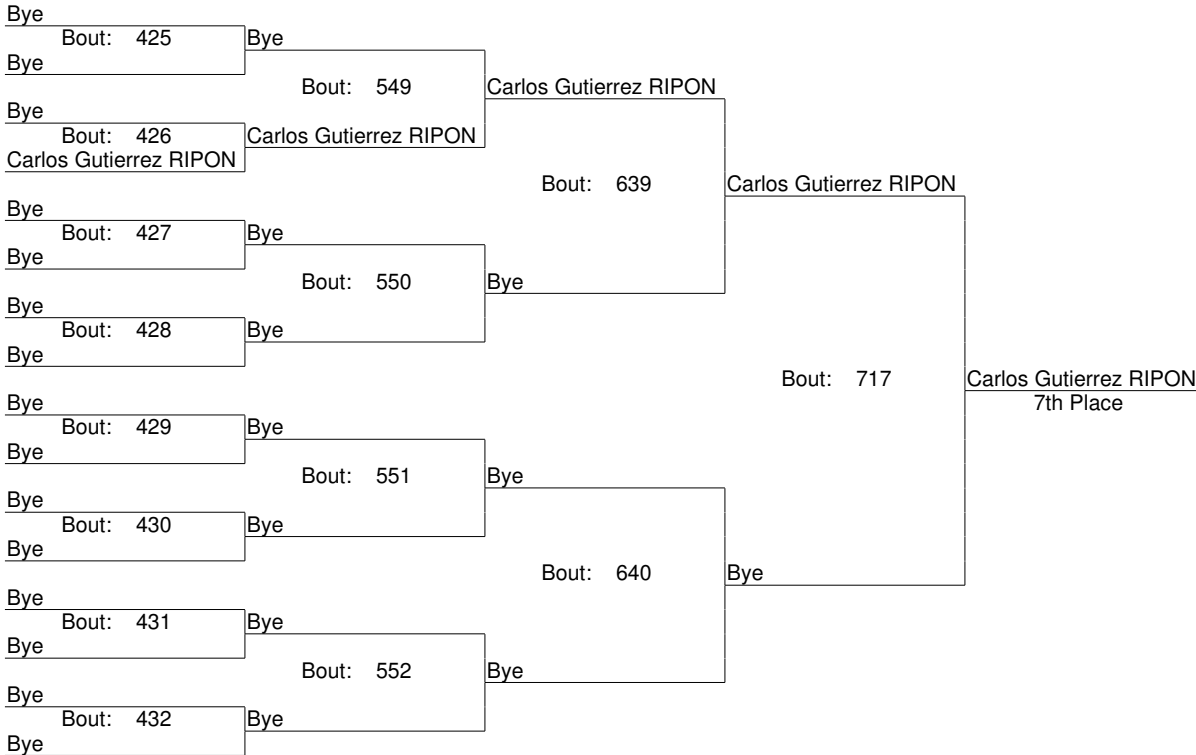 Bye
Bout: 425 Bye
Bye
Bout: 549 Carlos Gutierrez RIPON
Bye
Bout: 426 Carlos Gutierrez RIPON
Carlos Gutierrez RIPON
Bout: 639 Carlos Gutierrez RIPON
Bye
Bout: 427 Bye
Bye
Bout: 550 Bye
Bye
Bout: 428 Bye
Bye
Bout: 717 Carlos Gutierrez RIPON
Bye 7th Place
Bout: 429 Bye
Bye
Bout: 551 Bye
Bye
Bout: 430 Bye
Bye
Bout: 640 Bye
Bye
Bout: 431 Bye
Bye
Bout: 552 Bye
Bye
Bout: 432 Bye
Bye